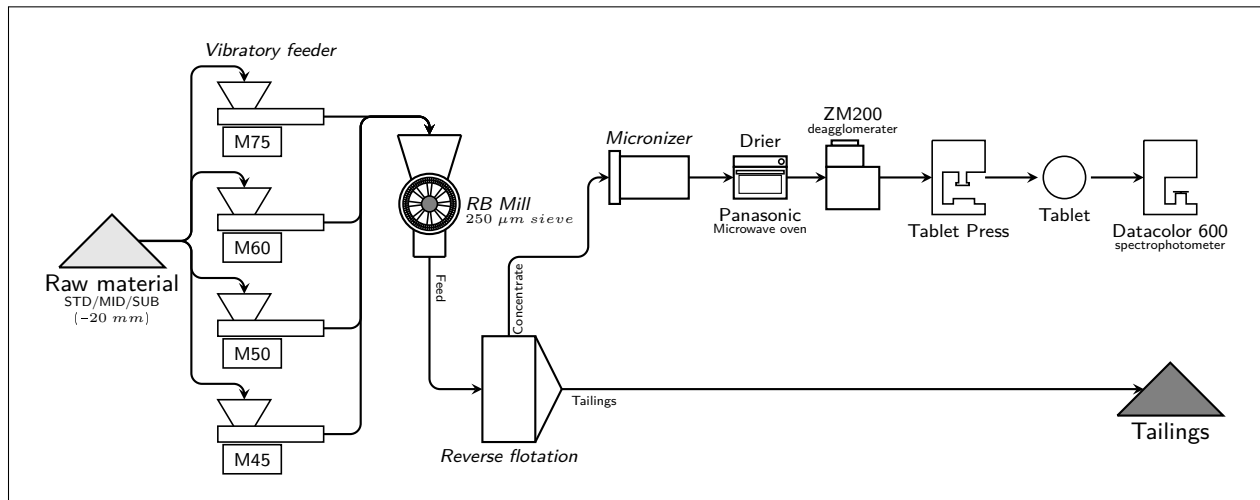 Vibratory feeder
M75
M60
M50
M45
Raw material
STD/MID/SUB
(−20 mm)
RB Mill
250 μm sieve
Feed
Concentrate
Reverse flotation
Tailings
Micronizer
Drier
Panasonic
Microwave oven
ZM200
deagglomerater
Tablet Press
Tablet
Datacolor 600
spectrophotometer
Tailings